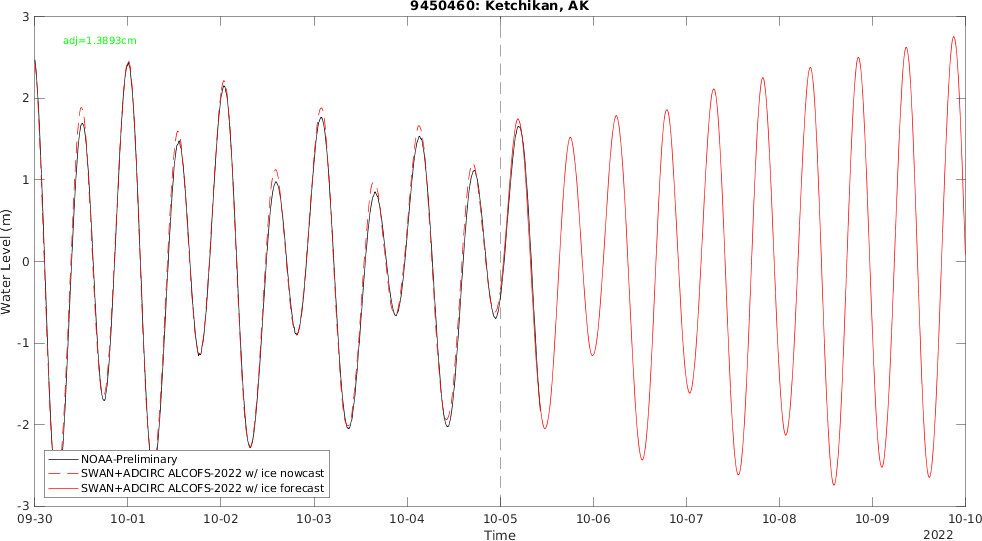 9450460: Ketchikan, AK
adj=1.3893cm
3
2
1
0
-1
-2
-3
Water Level (m)
NOAA-Preliminary
SWAN+ADCIRC ALCOFS-2022 w/ ice nowcast
SWAN+ADCIRC ALCOFS-2022 w/ ice forecast
09-30 10-01 10-02 10-03 10-04 10-05 10-06 10-07 10-08 10-09 10-10
Time
2022